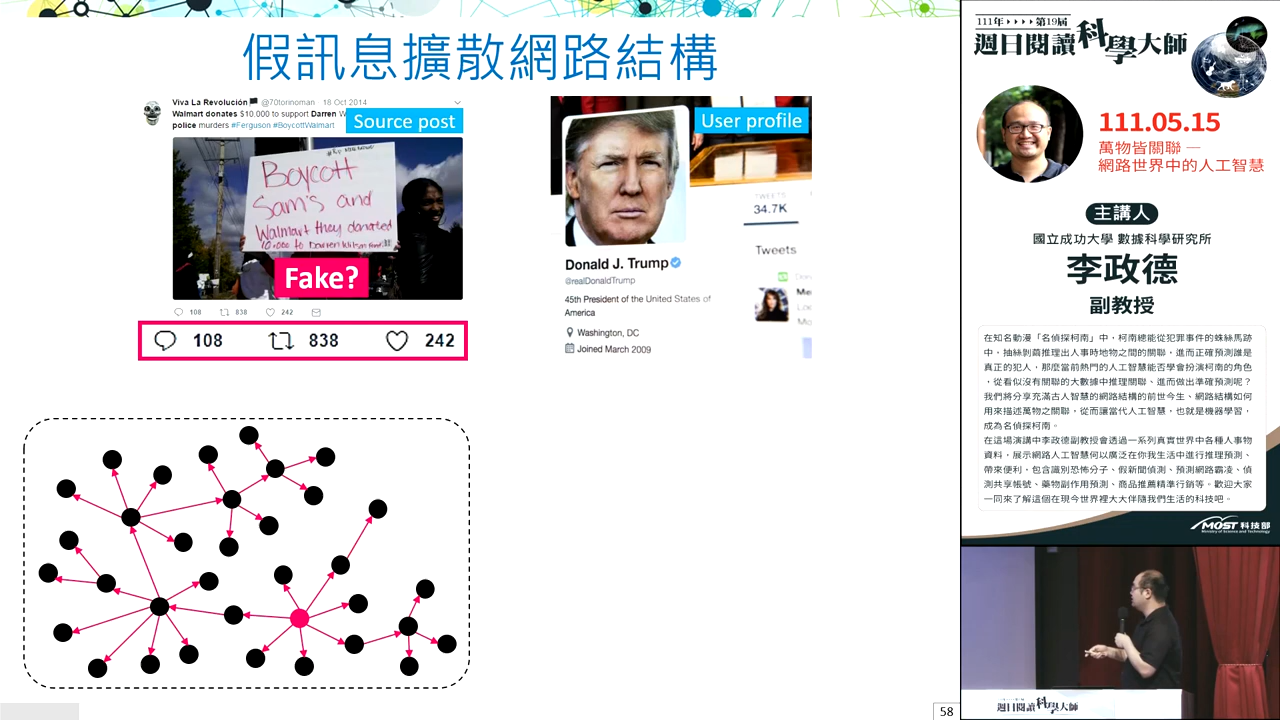 假訊息擴散網路結構
Viva La Revolución @70torinoman · 18 Oct 2014
Walmart donates $10.000 to support Darren W
police murders #Ferguson #BoycottWalmart
Source post
Boycott
Sam's and
Walmart they donated
Fake?
108 838 242
108 838 242
User profile
TWEETS
34.7K
Tweets
Donald J. Trump
@realDonaldTrump
45th President of the United States of
America
Washington, DC
Joined March 2009
58
111年 第19屆
週日閱讀科學大師
111.05.15
萬物皆關聯 —
網路世界中的人工智慧
主講人
國立成功大學 數據科學研究所
李政德
副教授
在知名動漫「名偵探柯南」中，柯南總能從犯罪事件的蛛絲馬跡
中，抽絲剝繭推理出人事時地物之間的關聯，進而正確預測誰是
真正的犯人，那麼當前熱門的人工智慧能否學會扮演柯南的角色
，從看似沒有關聯的大數據中推理關聯、進而做出準確預測呢？
我們將分享充滿古人智慧的網路結構的前世今生、網路結構如何
用來描述萬物之關聯，從而讓當代人工智慧，也就是機器學習，
成為名偵探柯南。
在這場演講中李政德副教授會透過一系列真實世界中各種人事物
資料，展示網路人工智慧何以廣泛在你我生活中進行推理預測、
帶來便利，包含識別恐怖分子、假新聞偵測、預測網路霸凌、偵
測共享帳號、藥物副作用預測、商品推薦精準行銷等。歡迎大家
一同來了解這個在現今世界裡大大伴隨我們生活的科技吧。
MOST 科技部
Ministry of Science and Technology
週日閱讀科學大師